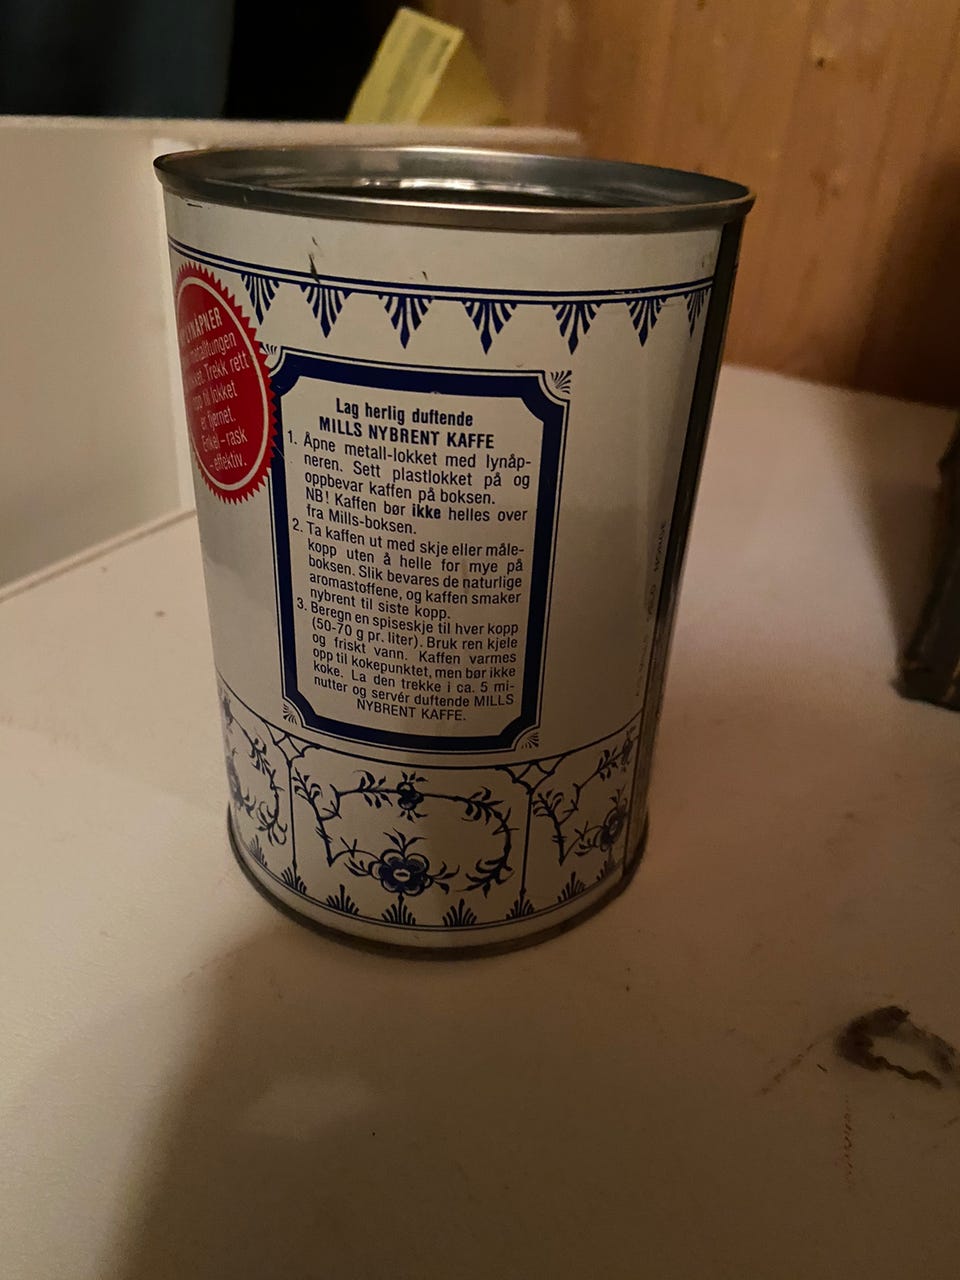 LYNÅPNER
metalltungen
Trekk rett
opp til lokket
er fjernet.
Enkel – rask
– effektiv.
Lag herlig duftende
MILLS NYBRENT KAFFE
1. Åpne metall-lokket med lynåp-
neren. Sett plastlokket på og
oppbevar kaffen på boksen.
NB! Kaffen bør ikke helles over
fra Mills-boksen.
2. Ta kaffen ut med skje eller måle-
kopp uten å helle for mye på
boksen. Slik bevares de naturlige
aromastoffene, og kaffen smaker
nybrent til siste kopp.
3. Beregn en spiseskje til hver kopp
(50-70 g pr. liter). Bruk ren kjele
og friskt vann. Kaffen varmes
opp til kokepunktet, men bør ikke
koke. La den trekke i ca. 5 mi-
nutter og servér duftende MILLS
NYBRENT KAFFE.